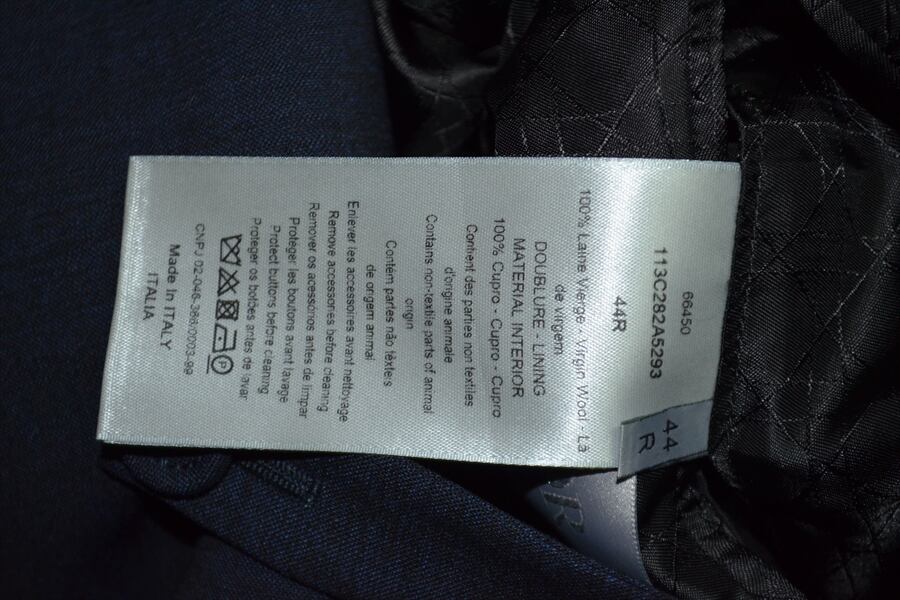 66450
113C282A5293
44R
100% Laine Vierge - Virgin Wool - Lã
de virgem
DOUBLURE - LINING
MATERIAL INTERIOR
100% Cupro - Cupro - Cupro
Contient des parties non textiles
d'origine animale
Contains non-textile parts of animal
origin
Contém partes não têxteis
de origem animal
Enlever les accessoires avant nettoyage
Remove accessories before cleaning
Remover os acessórios antes de limpar
Protéger les boutons avant lavage
Protect buttons before cleaning
Proteger os botões antes de lavar
P
CNPJ 02-046-386/0003-99
Made In ITALY
ITALIA
44
R